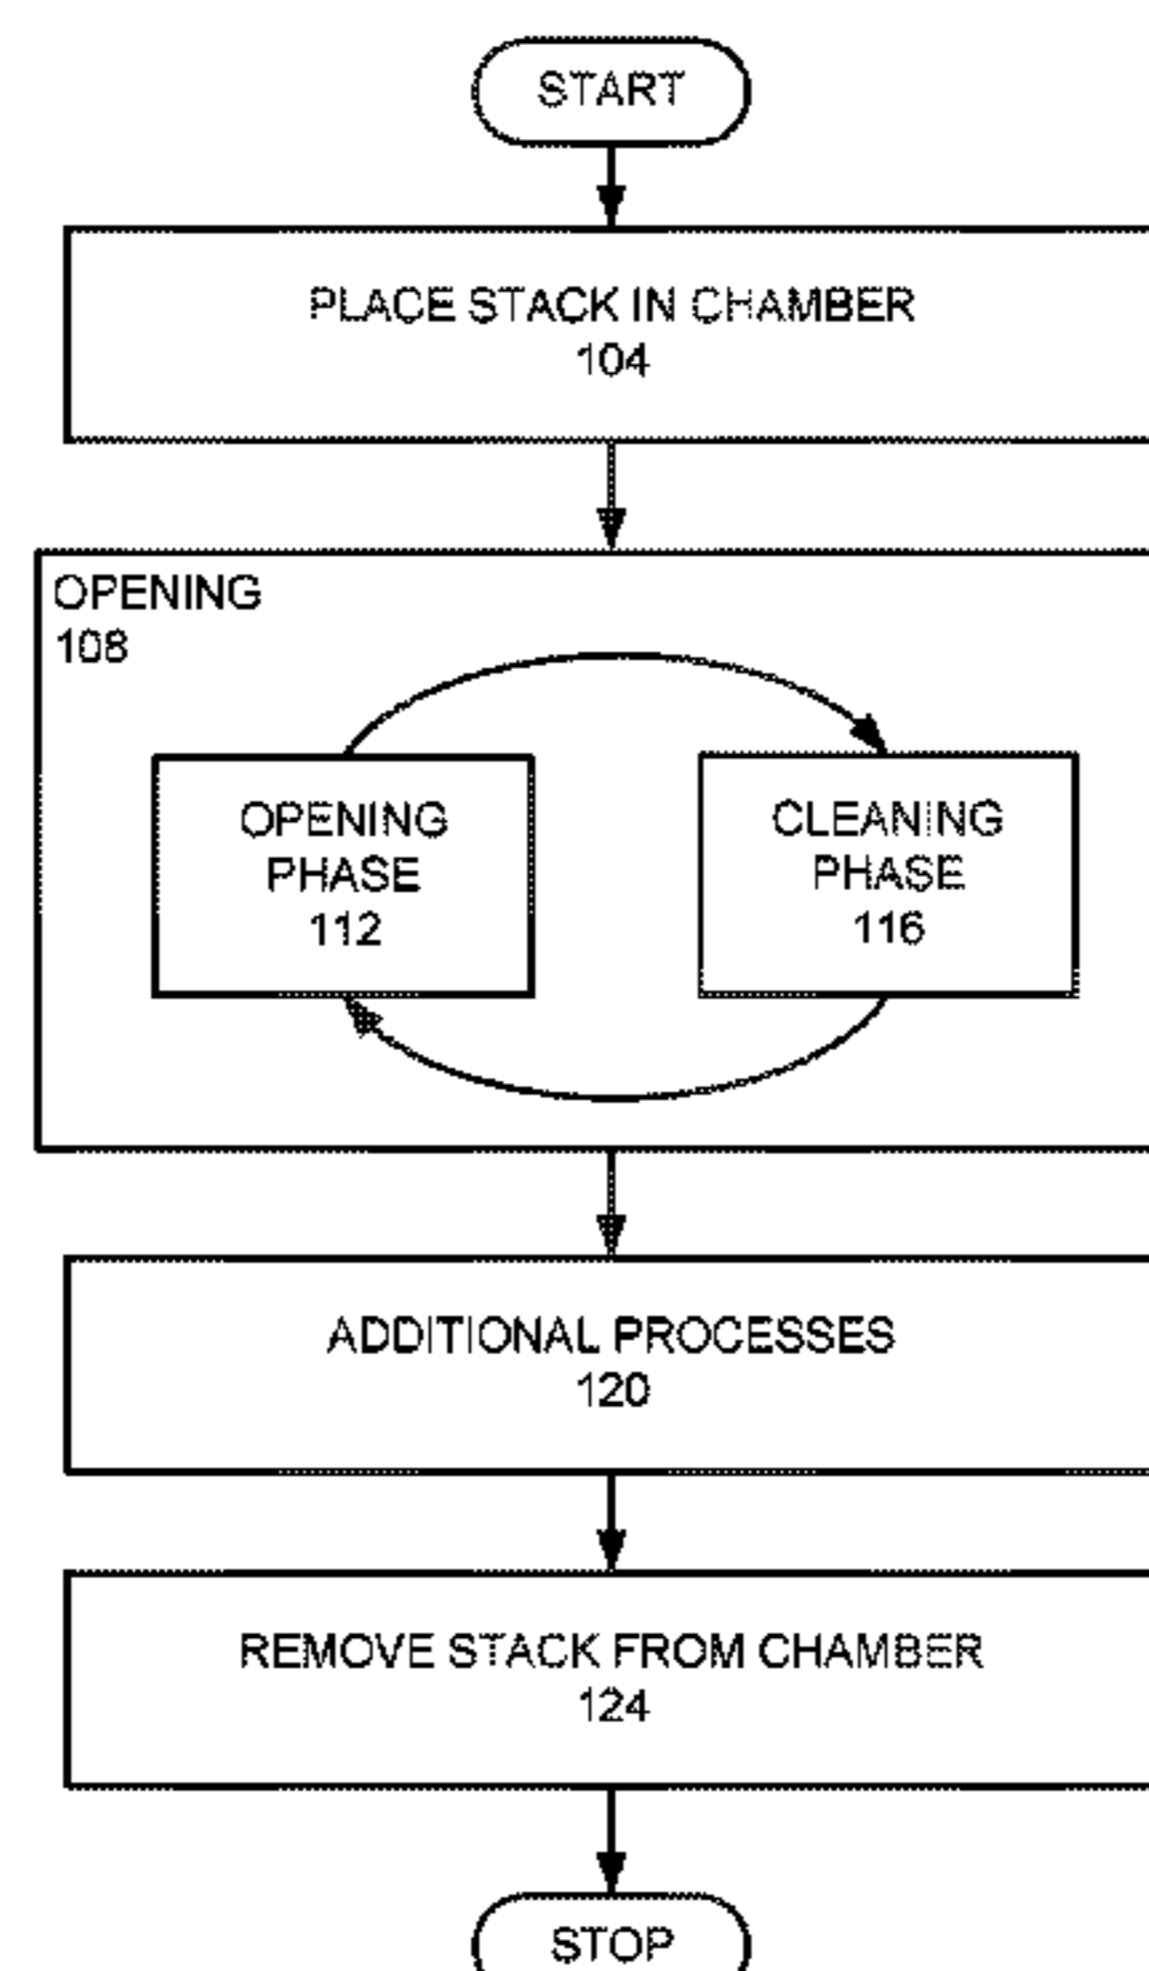 START
PLACE STACK IN CHAMBER
104
OPENING
108
OPENING
PHASE
112
CLEANING
PHASE
116
ADDITIONAL PROCESSES
120
REMOVE STACK FROM CHAMBER
124
STOP